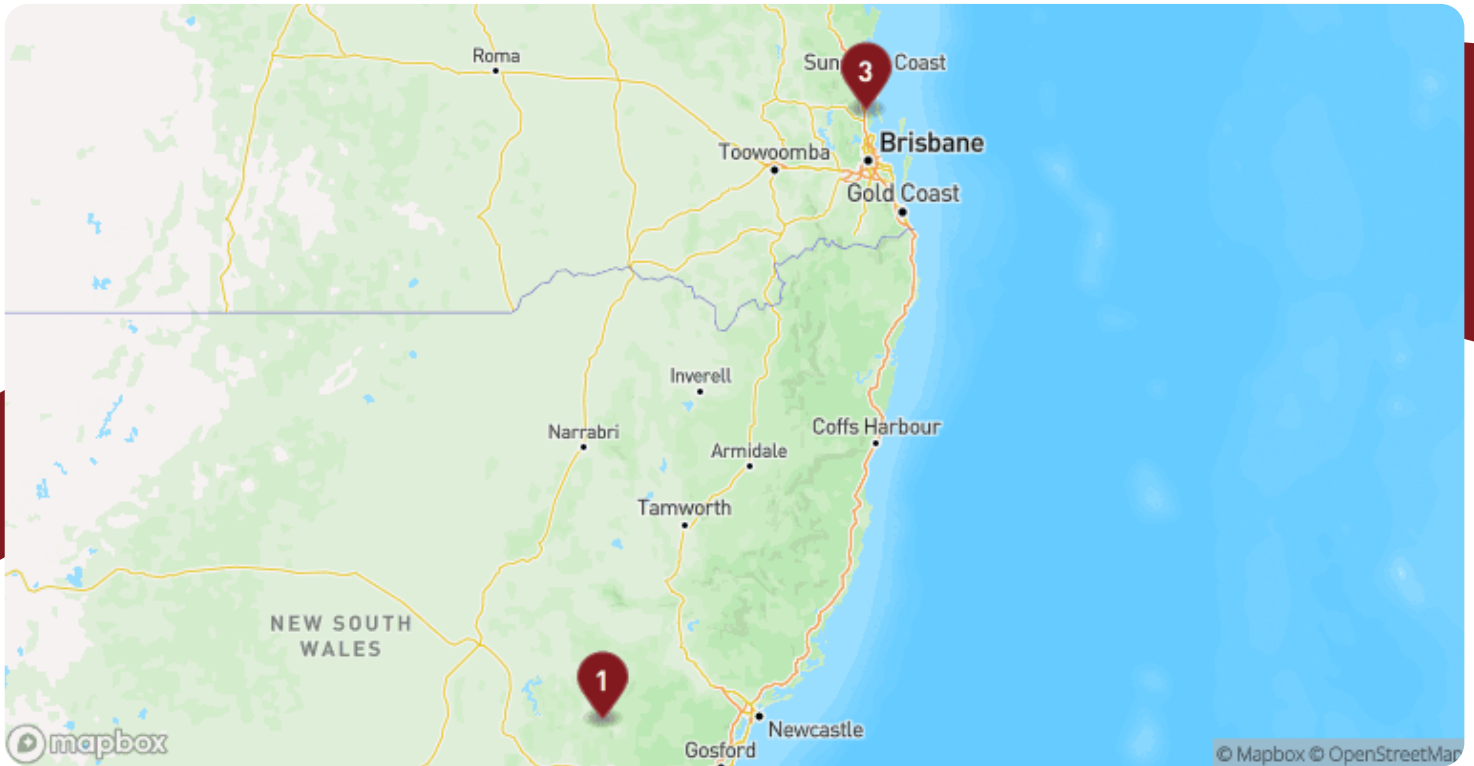 Roma
Sun Coast
3
Brisbane
Toowoomba
Gold Coast
Inverell
Narrabri
Coffs Harbour
Armidale
Tamworth
NEW SOUTH
WALES
1
Newcastle
Gosford
mapbox
© Mapbox © OpenStreetMap